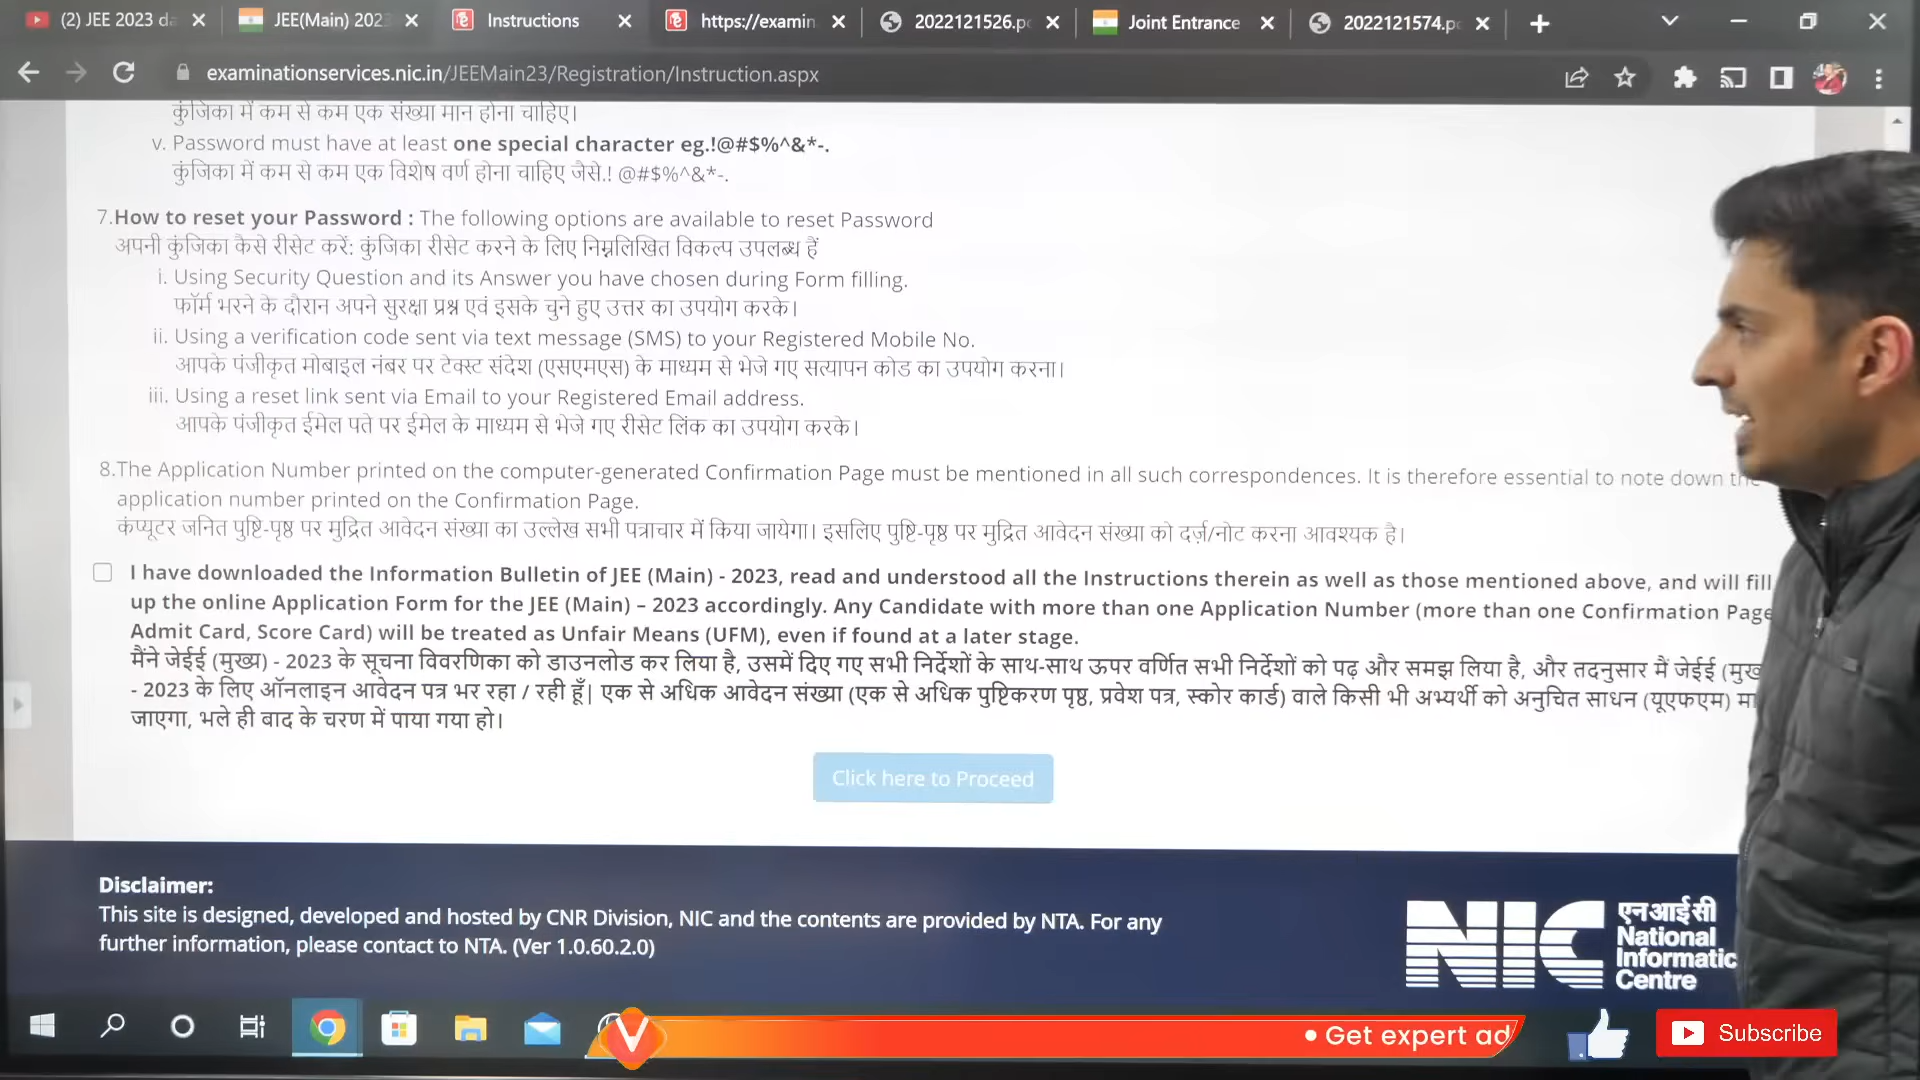 (2) JEE 2023 da
JEE(Main) 202
Instructions
https://examin
2022121526.p
Joint Entrance
2022121574.p
examinationservices.nic.in/JEEMain23/Registration/Instruction.aspx
कुंजिका में कम से कम एक संख्या मान होना चाहिए।
v. Password must have at least one special character eg.!@#$%^&*-.
कुंजिका में कम से कम एक विशेष वर्ण होना चाहिए जैसे.! @#$%^&*-.
7.How to reset your Password : The following options are available to reset Password
अपनी कुंजिका कैसे रीसेट करें: कुंजिका रीसेट करने के लिए निम्नलिखित विकल्प उपलब्ध हैं
i. Using Security Question and its Answer you have chosen during Form filling.
फॉर्म भरने के दौरान अपने सुरक्षा प्रश्न एवं इसके चुने हुए उत्तर का उपयोग करके।
ii. Using a verification code sent via text message (SMS) to your Registered Mobile No.
आपके पंजीकृत मोबाइल नंबर पर टेक्स्ट संदेश (एसएमएस) के माध्यम से भेजे गए सत्यापन कोड का उपयोग करना।
iii. Using a reset link sent via Email to your Registered Email address.
आपके पंजीकृत ईमेल पते पर ईमेल के माध्यम से भेजे गए रीसेट लिंक का उपयोग करके।
8.The Application Number printed on the computer-generated Confirmation Page must be mentioned in all such correspondences. It is therefore essential to note down the
application number printed on the Confirmation Page.
कंप्यूटर जनित पुष्टि-पृष्ठ पर मुद्रित आवेदन संख्या का उल्लेख सभी पत्राचार में किया जायेगा। इसलिए पुष्टि-पृष्ठ पर मुद्रित आवेदन संख्या को दर्ज़/नोट करना आवश्यक है।
I have downloaded the Information Bulletin of JEE (Main) - 2023, read and understood all the Instructions therein as well as those mentioned above, and will fill
up the online Application Form for the JEE (Main) – 2023 accordingly. Any Candidate with more than one Application Number (more than one Confirmation Page
Admit Card, Score Card) will be treated as Unfair Means (UFM), even if found at a later stage.
मैंने जेईई (मुख्य) - 2023 के सूचना विवरणिका को डाउनलोड कर लिया है, उसमें दिए गए सभी निर्देशों के साथ-साथ ऊपर वर्णित सभी निर्देशों को पढ़ और समझ लिया है, और तदनुसार मैं जेईई (मुख
- 2023 के लिए ऑनलाइन आवेदन पत्र भर रहा / रही हूँ| एक से अधिक आवेदन संख्या (एक से अधिक पुष्टिकरण पृष्ठ, प्रवेश पत्र, स्कोर कार्ड) वाले किसी भी अभ्यर्थी को अनुचित साधन (यूएफएम) मा
जाएगा, भले ही बाद के चरण में पाया गया हो।
Click here to Proceed
Disclaimer:
This site is designed, developed and hosted by CNR Division, NIC and the contents are provided by NTA. For any
further information, please contact to NTA. (Ver 1.0.60.2.0)
NIC
एनआईसी
National
Informatic
Centre
V
• Get expert ad
Subscribe